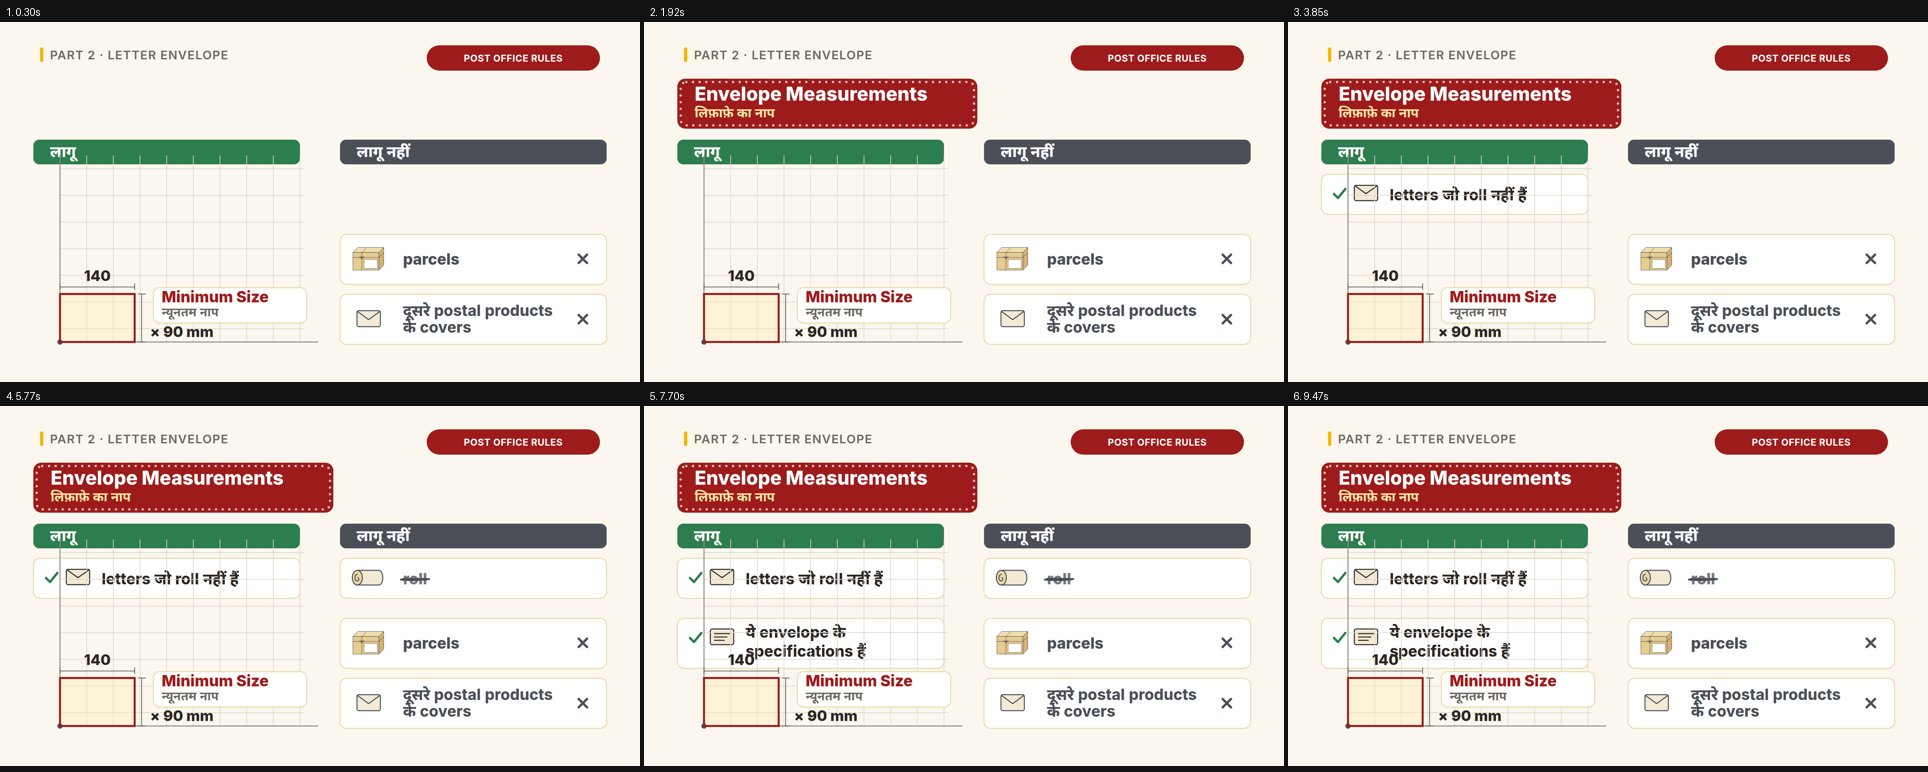 1. 0.30s
PART 2 · LETTER ENVELOPE
POST OFFICE RULES
लागू
लागू नहीं
parcels
140
Minimum Size
न्यूनतम नाप
× 90 mm
दूसरे postal products
के covers
2. 1.92s
PART 2 · LETTER ENVELOPE
POST OFFICE RULES
Envelope Measurements
लिफ़ाफ़े का नाप
लागू
लागू नहीं
parcels
140
Minimum Size
न्यूनतम नाप
× 90 mm
दूसरे postal products
के covers
3. 3.85s
PART 2 · LETTER ENVELOPE
POST OFFICE RULES
Envelope Measurements
लिफ़ाफ़े का नाप
लागू
लागू नहीं
letters जो roll नहीं हैं
parcels
140
Minimum Size
न्यूनतम नाप
× 90 mm
दूसरे postal products
के covers
4. 5.77s
PART 2 · LETTER ENVELOPE
POST OFFICE RULES
Envelope Measurements
लिफ़ाफ़े का नाप
लागू
लागू नहीं
letters जो roll नहीं हैं
roll
parcels
140
Minimum Size
न्यूनतम नाप
× 90 mm
दूसरे postal products
के covers
5. 7.70s
PART 2 · LETTER ENVELOPE
POST OFFICE RULES
Envelope Measurements
लिफ़ाफ़े का नाप
लागू
लागू नहीं
letters जो roll नहीं हैं
roll
ये envelope के
specifications हैं
parcels
140
Minimum Size
न्यूनतम नाप
× 90 mm
दूसरे postal products
के covers
6. 9.47s
PART 2 · LETTER ENVELOPE
POST OFFICE RULES
Envelope Measurements
लिफ़ाफ़े का नाप
लागू
लागू नहीं
letters जो roll नहीं हैं
roll
ये envelope के
specifications हैं
parcels
140
Minimum Size
न्यूनतम नाप
× 90 mm
दूसरे postal products
के covers